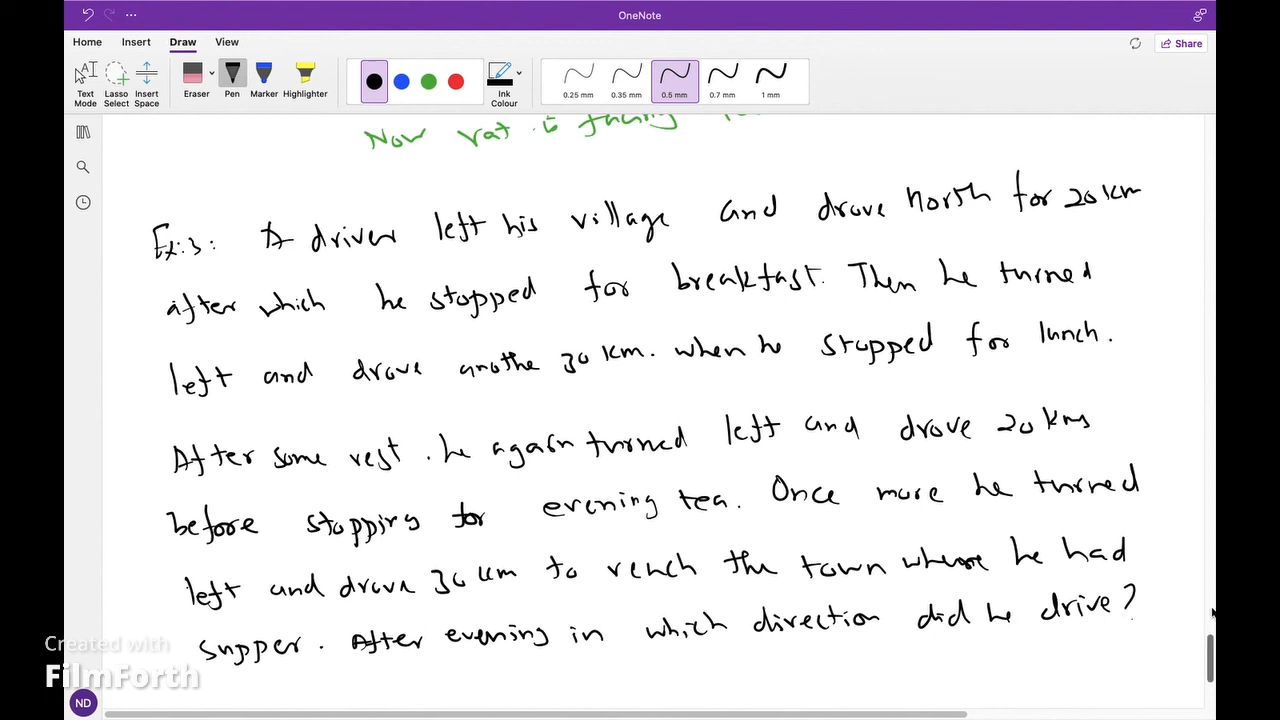 OneNote
Home Insert Draw View
Share
Text Mode
Lasso Select
Insert Space
Eraser
Pen
Marker
Highlighter
Ink Colour
0.25 mm
0.35 mm
0.5 mm
0.7 mm
1 mm
Now rat is facing
Ex:3: A driver left his village and drove north for 20 km
after which he stopped for breakfast. Then he turned
left and drove anothe 30 km. when he stopped for lunch.
After some rest. he again turned left and drove 20 kms
before stopping for evening tea. Once more he turned
left and drove 30 km to reach the town where he had
supper. After evening in which direction did he drive?
Created with
FilmForth
ND